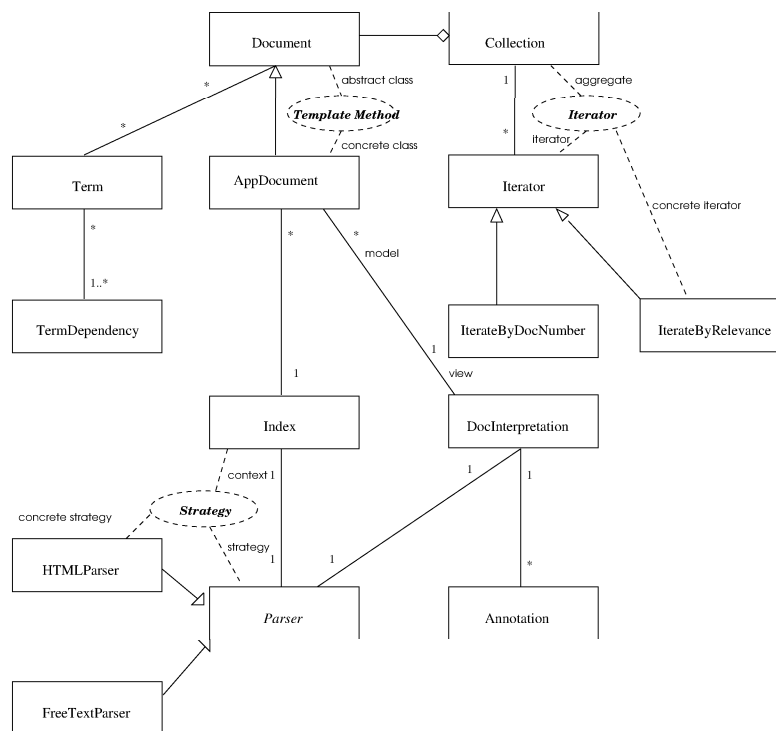 Document
Collection
abstract class
1
aggregate
*
*
Template Method
Iterator
*
iterator
concrete class
Term
AppDocument
Iterator
concrete iterator
*
*
*
model
1..*
TermDependency
IterateByDocNumber
IterateByRelevance
1
1
view
Index
DocInterpretation
context 1
1
1
concrete strategy
Strategy
strategy
1
1
*
HTMLParser
Parser
Annotation
FreeTextParser